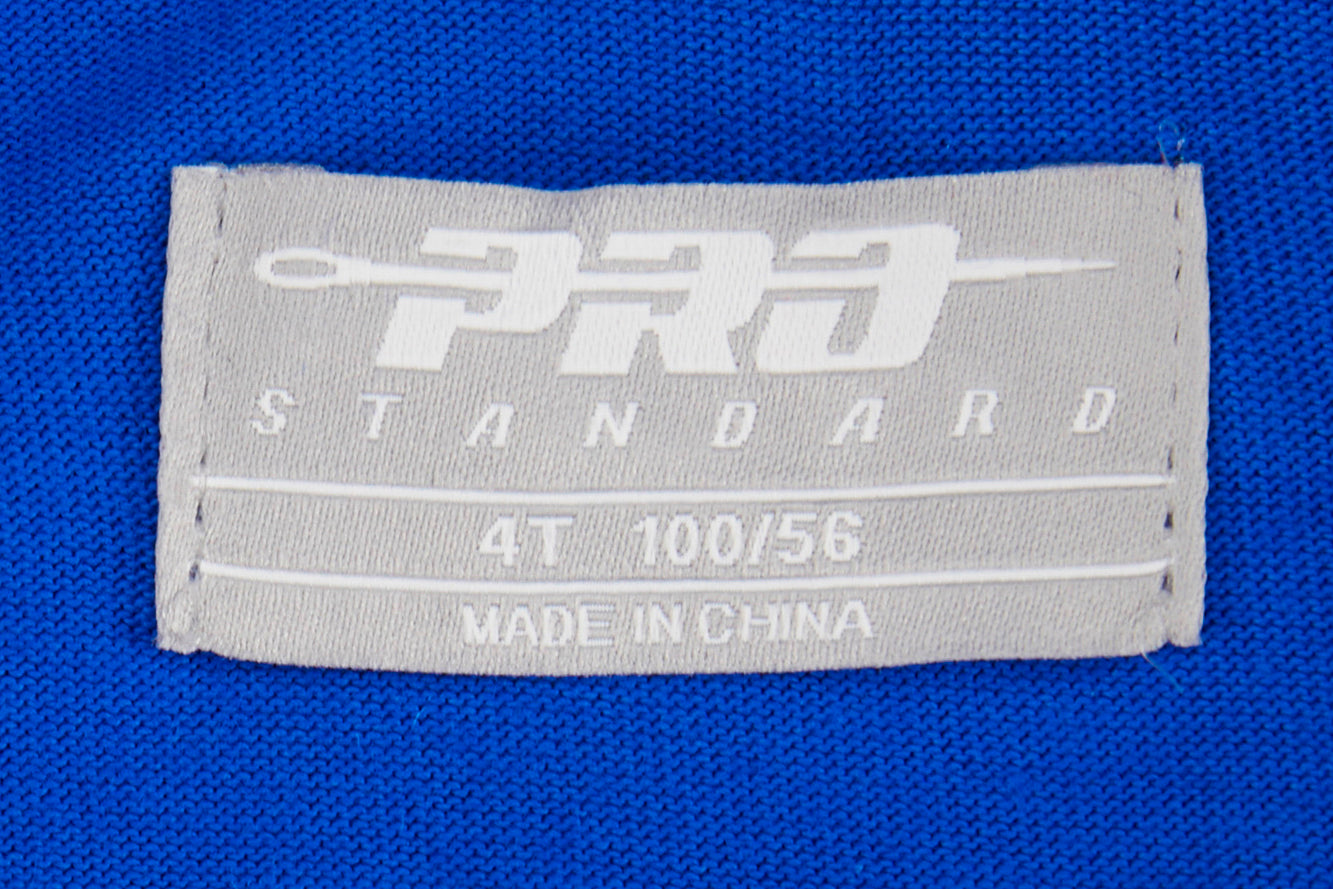 PRO
STANDARD
4T 100/56
MADE IN CHINA